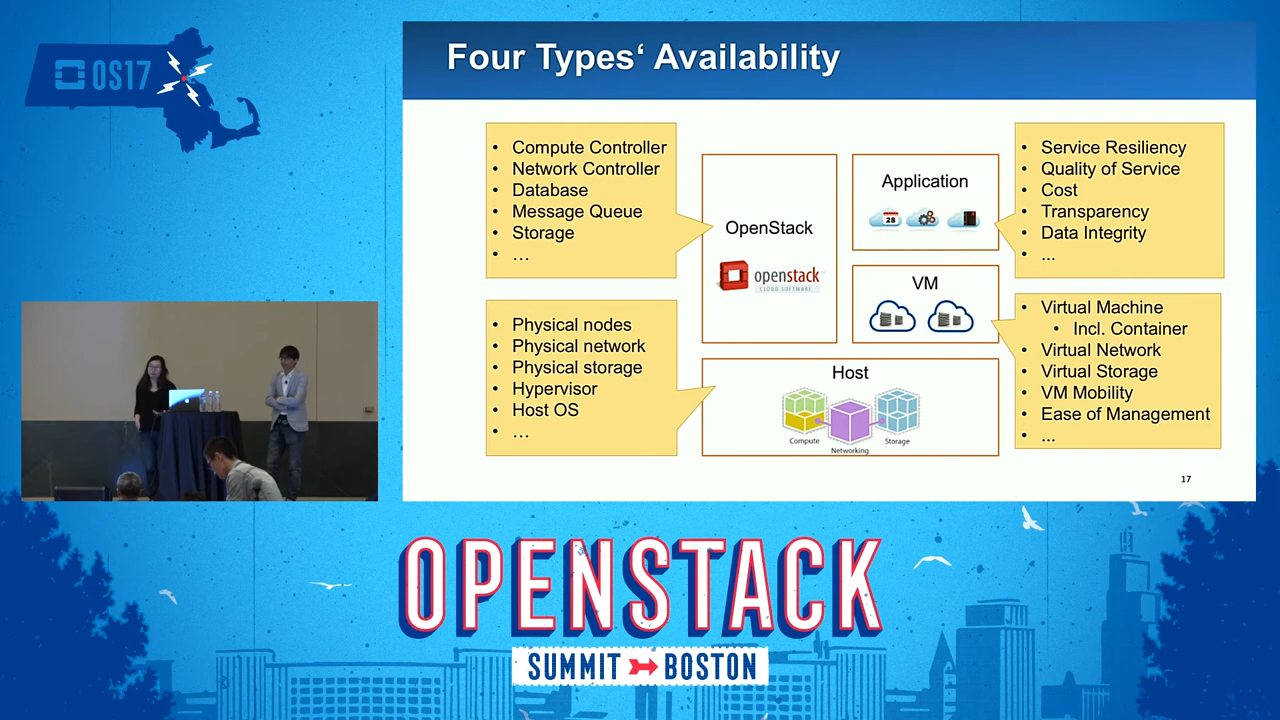 OS17
Four Types‘ Availability
• Compute Controller
• Network Controller
• Database
• Message Queue
• Storage
• …
OpenStack
openstack
CLOUD SOFTWARE
Application
28
• Service Resiliency
• Quality of Service
• Cost
• Transparency
• Data Integrity
• ...
VM
• Physical nodes
• Physical network
• Physical storage
• Hypervisor
• Host OS
• …
Host
Compute
Networking
Storage
• Virtual Machine
• Incl. Container
• Virtual Network
• Virtual Storage
• VM Mobility
• Ease of Management
• ...
17
OPENSTACK
SUMMIT BOSTON